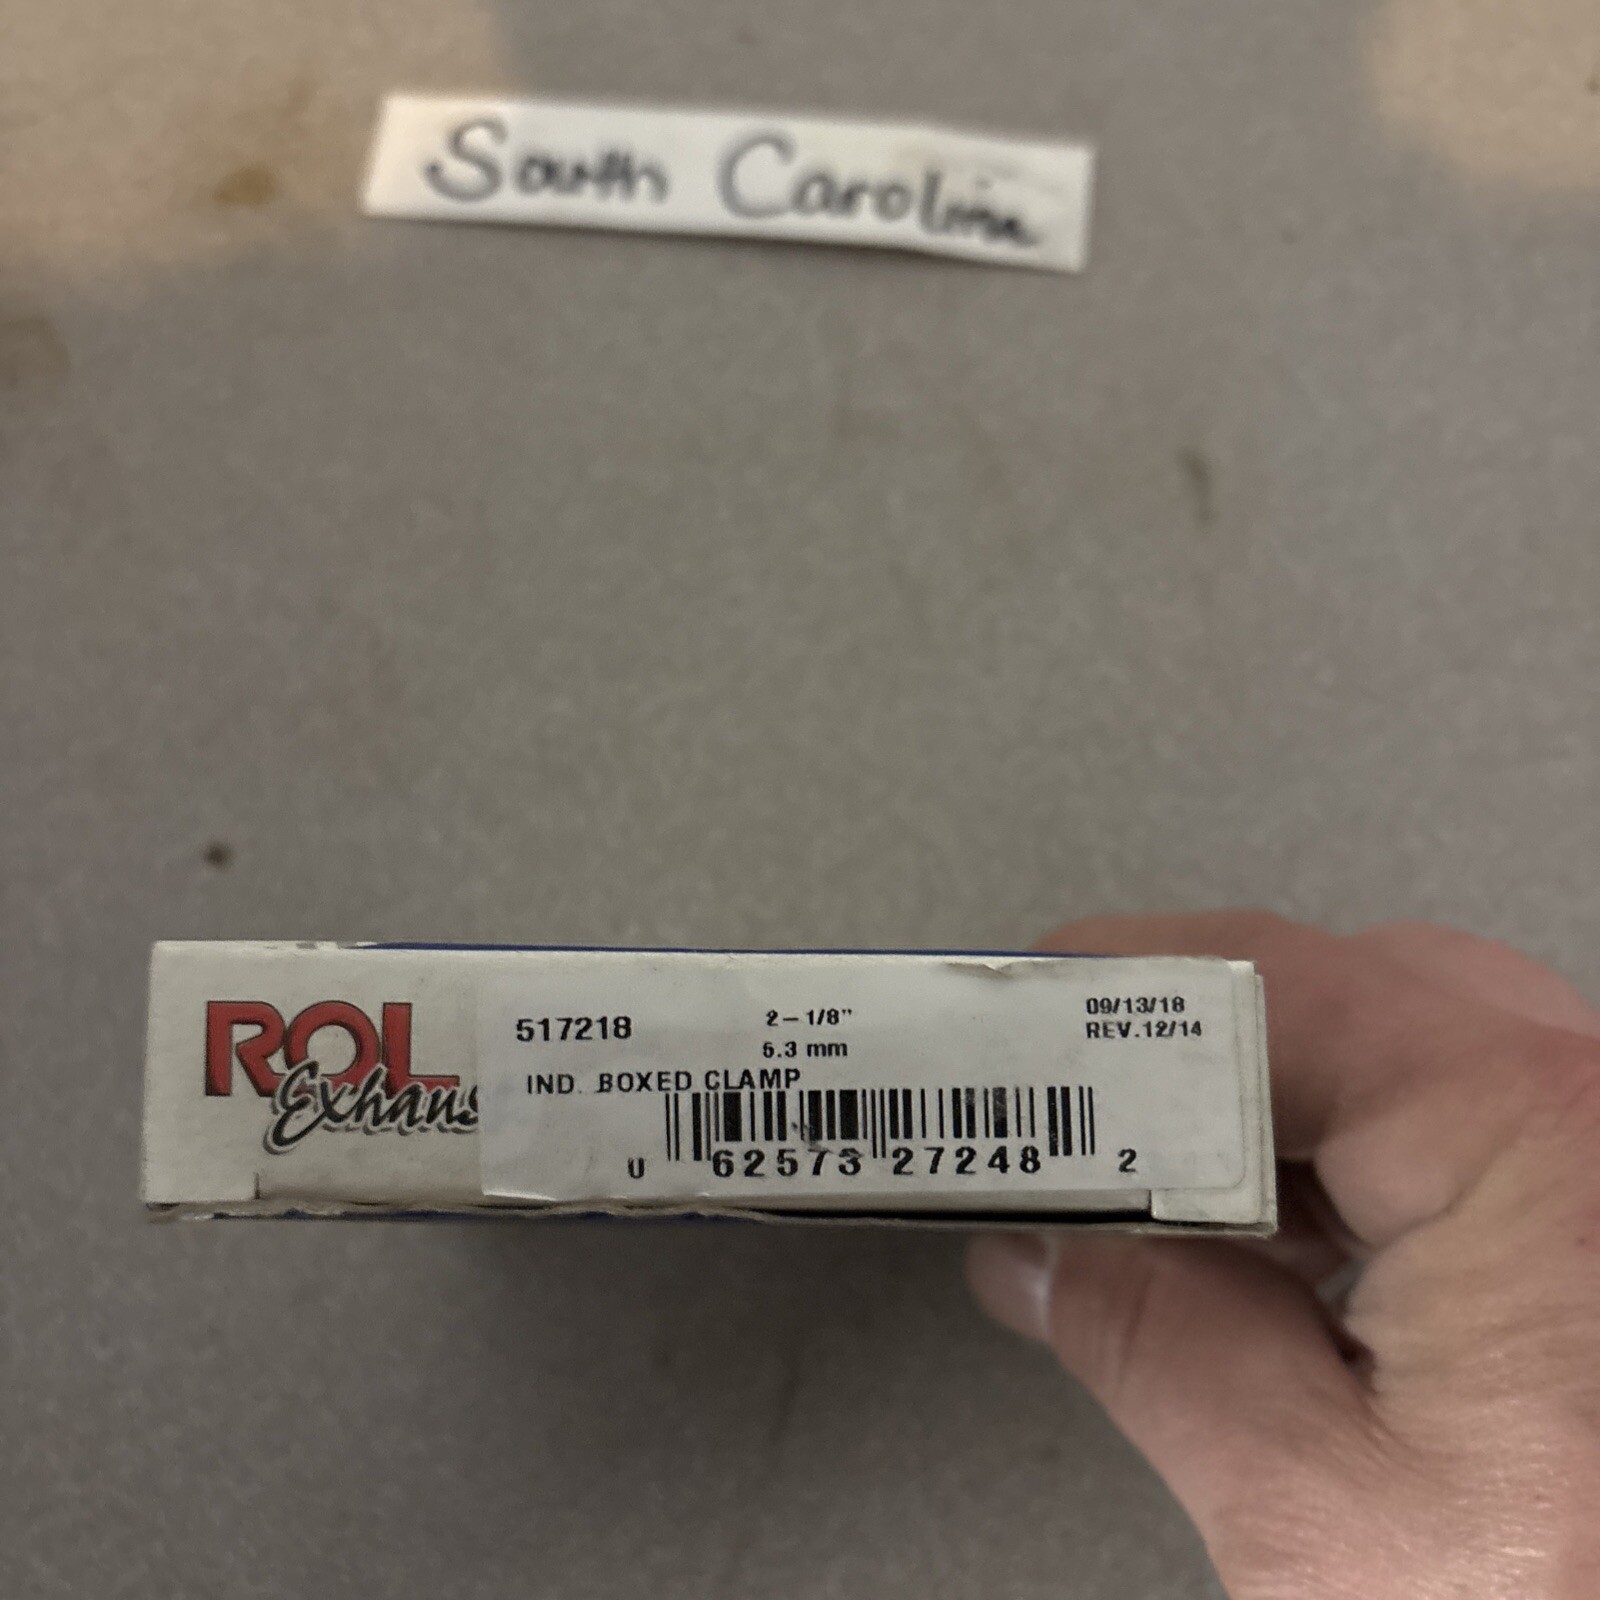 South Carolina
ROL
Exhaus
517218
2-1/8"
5.3 mm
09/13/18
REV.12/14
IND. BOXED CLAMP
0 62573 27248 2